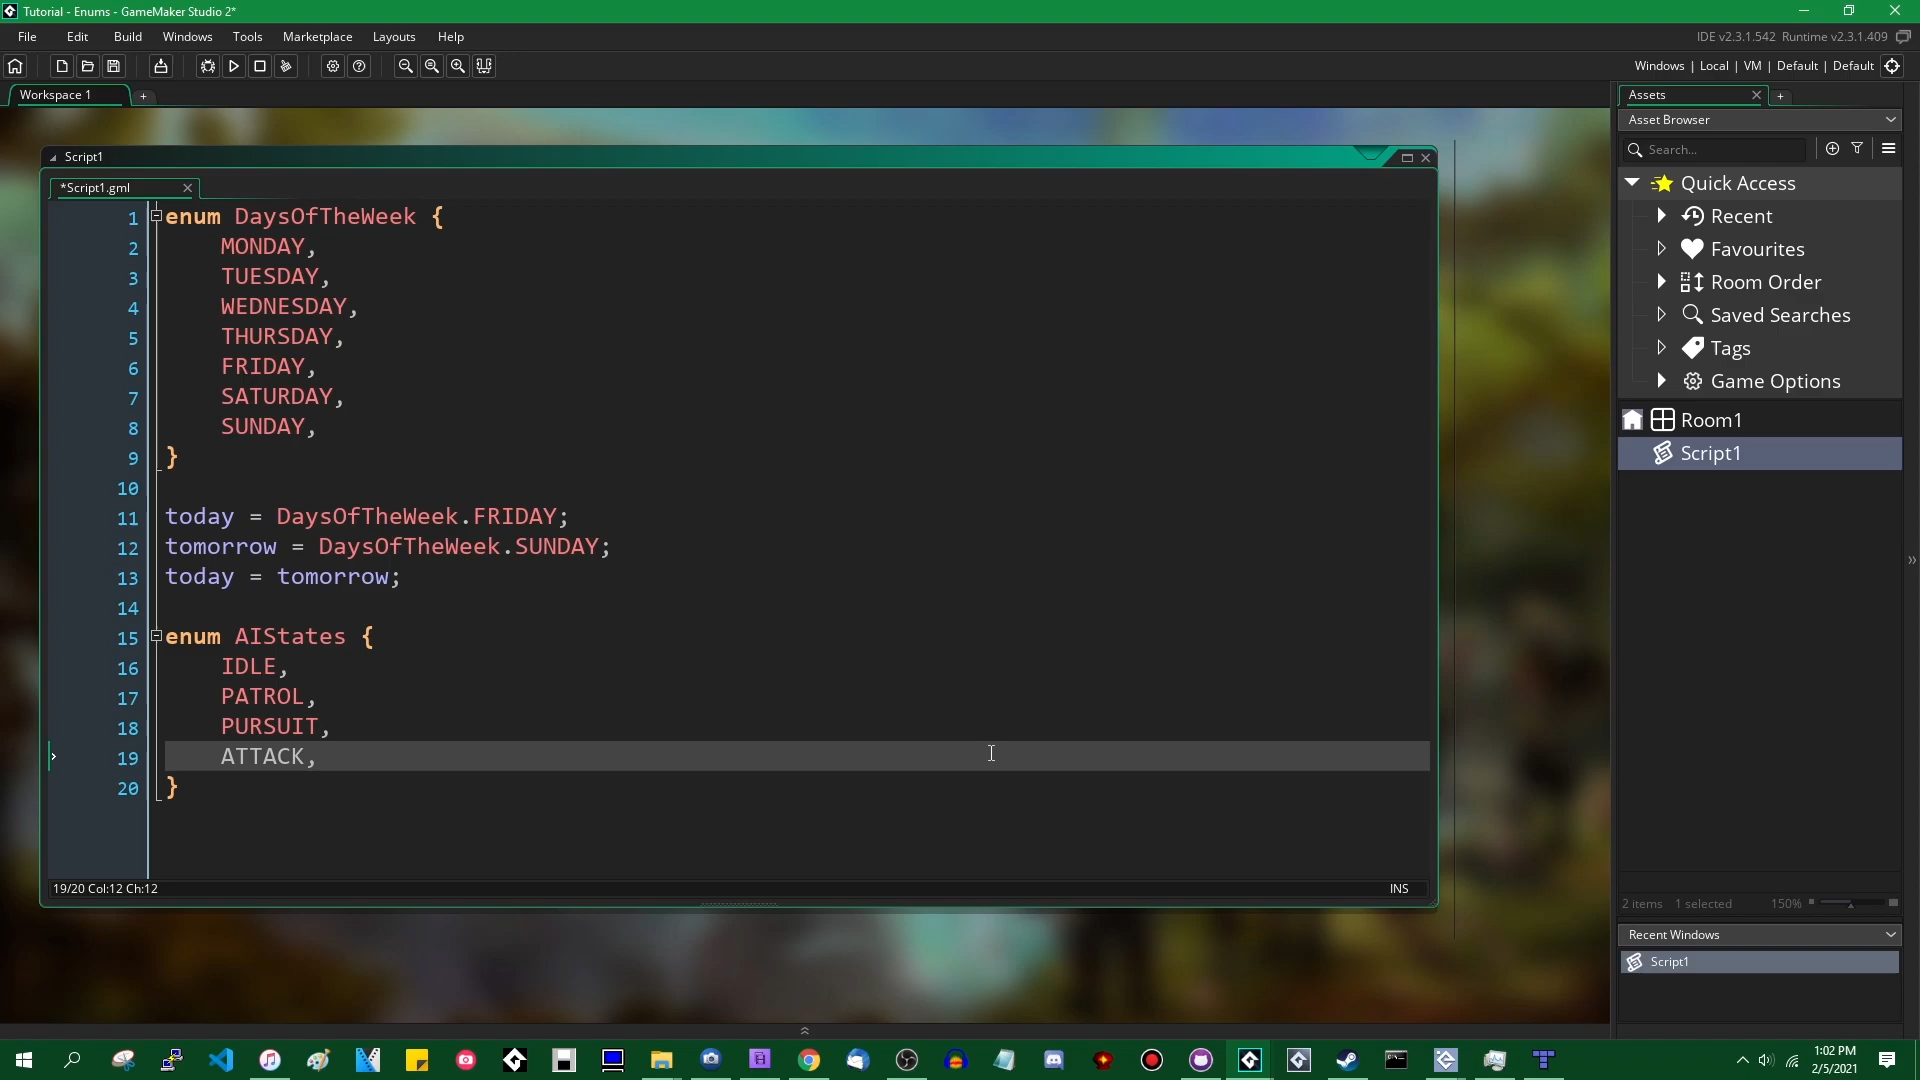 Tutorial - Enums - GameMaker Studio 2*
File Edit Build Windows Tools Marketplace Layouts Help
IDE v2.3.1.542 Runtime v2.3.1.409
Windows | Local | VM | Default | Default
Workspace 1 +
Script1
*Script1.gml
1 enum DaysOfTheWeek {
2 MONDAY,
3 TUESDAY,
4 WEDNESDAY,
5 THURSDAY,
6 FRIDAY,
7 SATURDAY,
8 SUNDAY,
9 }
10
11 today = DaysOfTheWeek.FRIDAY;
12 tomorrow = DaysOfTheWeek.SUNDAY;
13 today = tomorrow;
14
15 enum AIStates {
16 IDLE,
17 PATROL,
18 PURSUIT,
19 ATTACK,
20 }
19/20 Col:12 Ch:12
INS
Assets
Asset Browser
Search...
Quick Access
Recent
Favourites
Room Order
Saved Searches
Tags
Game Options
Room1
Script1
2 items 1 selected 150%
Recent Windows
Script1
1:02 PM
2/5/2021